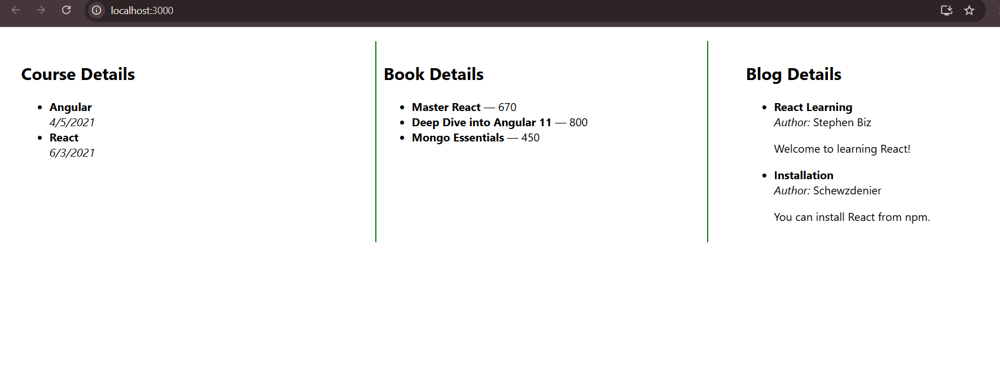 localhost:3000
Course Details
Angular
4/5/2021
React
6/3/2021
Book Details
Master React — 670
Deep Dive into Angular 11 — 800
Mongo Essentials — 450
Blog Details
React Learning
Author: Stephen Biz
Welcome to learning React!
Installation
Author: Schewzdenier
You can install React from npm.